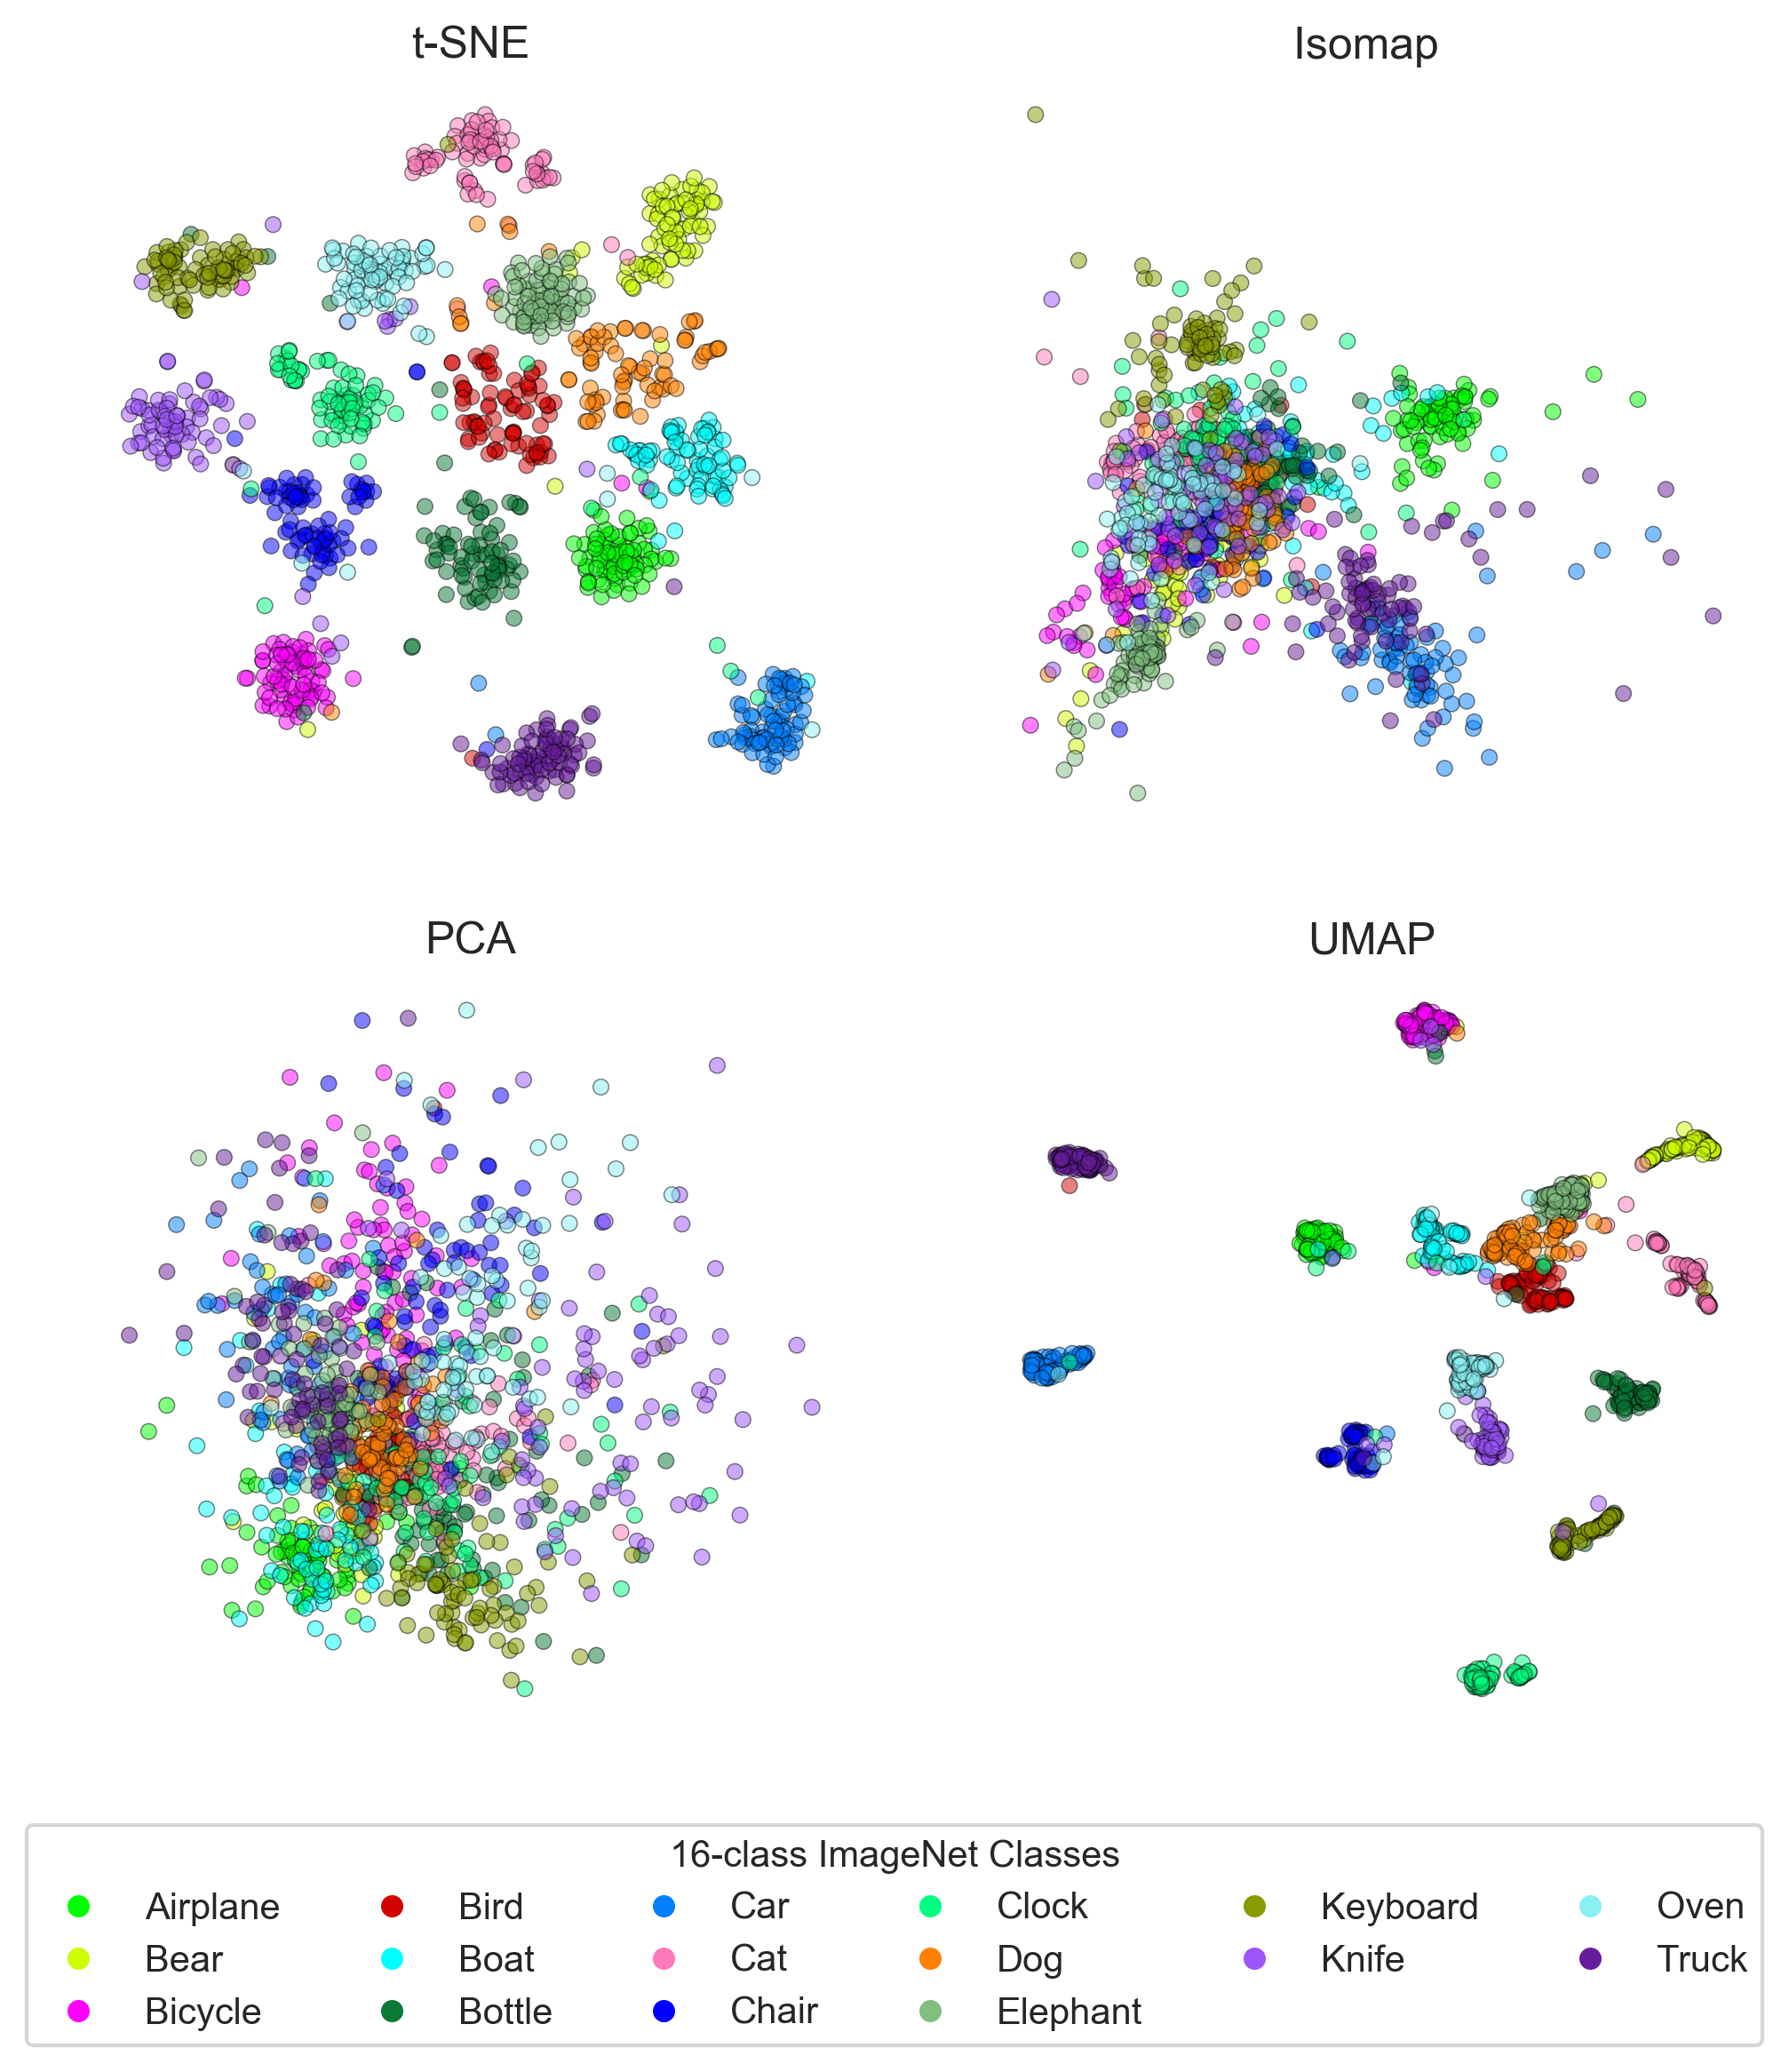 t-SNE
Isomap
PCA
UMAP
16-class ImageNet Classes
Airplane Bird Car Clock Keyboard Oven
Bear Boat Cat Dog Knife Truck
Bicycle Bottle Chair Elephant